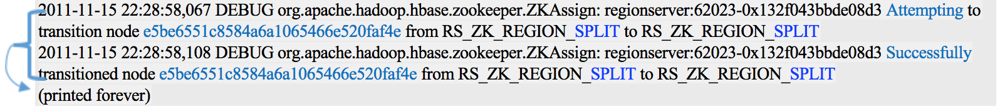 2011-11-15 22:28:58,067 DEBUG org.apache.hadoop.hbase.zookeeper.ZKAssign: regionserver:62023-0x132f043bbde08d3 Attempting to
transition node e5be6551c8584a6a1065466e520faf4e from RS_ZK_REGION_SPLIT to RS_ZK_REGION_SPLIT
2011-11-15 22:28:58,108 DEBUG org.apache.hadoop.hbase.zookeeper.ZKAssign: regionserver:62023-0x132f043bbde08d3 Successfully
transitioned node e5be6551c8584a6a1065466e520faf4e from RS_ZK_REGION_SPLIT to RS_ZK_REGION_SPLIT
(printed forever)